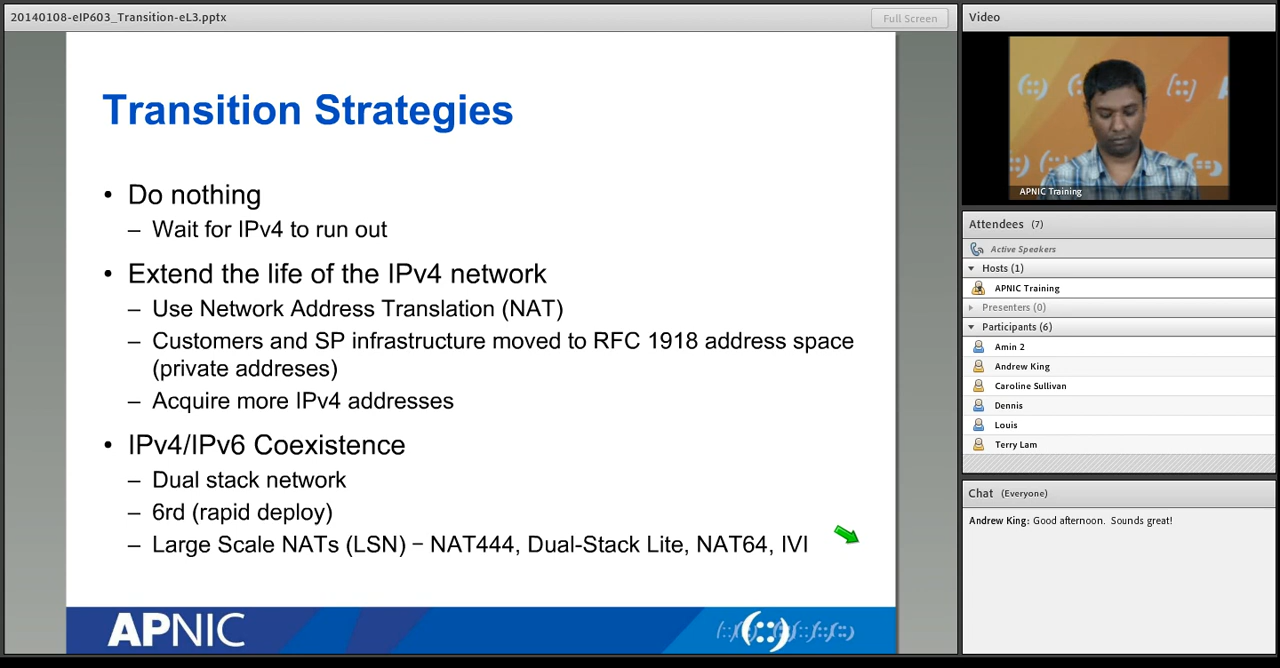 20140108-eIP603_Transition-eL3.pptx
Full Screen
Transition Strategies
• Do nothing
– Wait for IPv4 to run out
• Extend the life of the IPv4 network
– Use Network Address Translation (NAT)
– Customers and SP infrastructure moved to RFC 1918 address space
(private addreses)
– Acquire more IPv4 addresses
• IPv4/IPv6 Coexistence
– Dual stack network
– 6rd (rapid deploy)
– Large Scale NATs (LSN) – NAT444, Dual-Stack Lite, NAT64, IVI
APNIC
(::)
Video
APNIC Training
Attendees (7)
Active Speakers
Hosts (1)
APNIC Training
Presenters (0)
Participants (6)
Amin 2
Andrew King
Caroline Sullivan
Dennis
Louis
Terry Lam
Chat (Everyone)
Andrew King: Good afternoon. Sounds great!